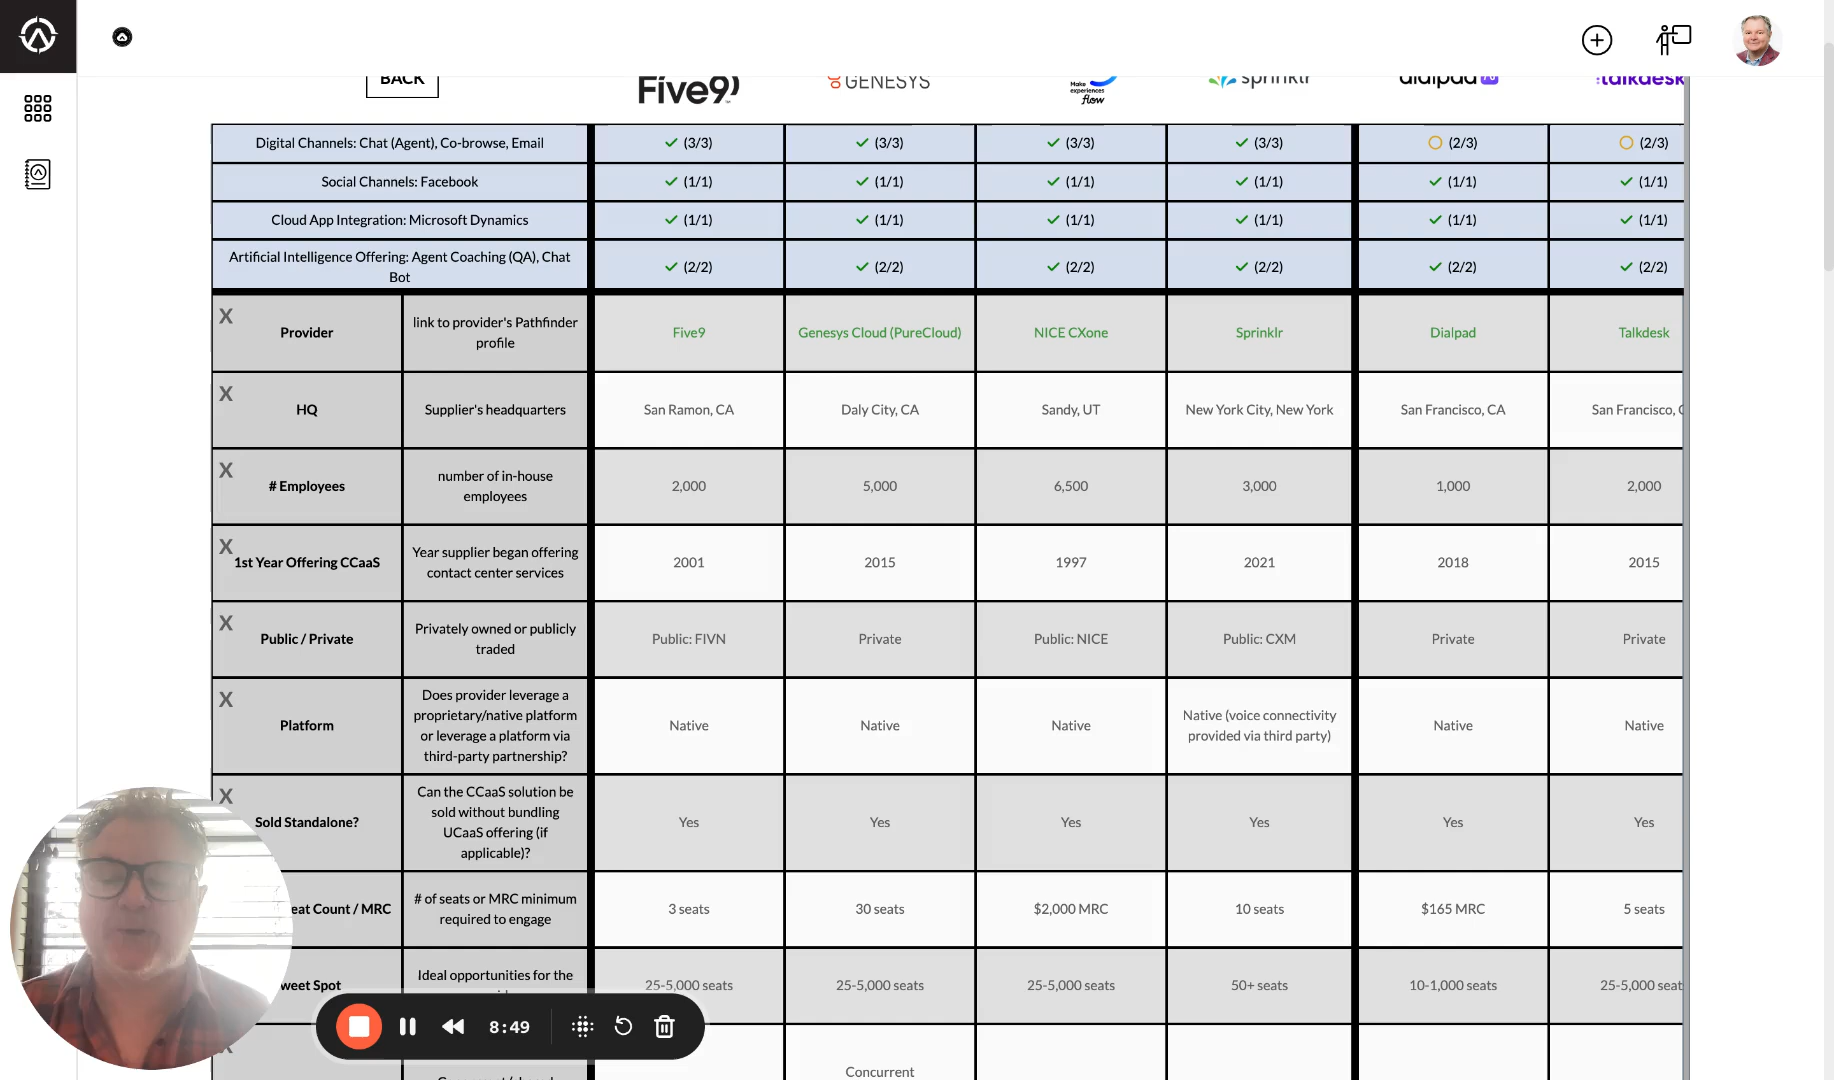 BACK
Five9
GENESYS
Make
experiences
flow
sprinklr
dialpad
talkdesk
Digital Channels: Chat (Agent), Co-browse, Email (3/3) (3/3) (3/3) (3/3) (2/3) (2/3)
Social Channels: Facebook (1/1) (1/1) (1/1) (1/1) (1/1) (1/1)
Cloud App Integration: Microsoft Dynamics (1/1) (1/1) (1/1) (1/1) (1/1) (1/1)
Artificial Intelligence Offering: Agent Coaching (QA), Chat
Bot
(2/2) (2/2) (2/2) (2/2) (2/2) (2/2)
X
Provider
link to provider's Pathfinder
profile
Five9 Genesys Cloud (PureCloud) NICE CXone Sprinklr Dialpad Talkdesk
X
HQ Supplier's headquarters San Ramon, CA Daly City, CA Sandy, UT New York City, New York San Francisco, CA San Francisco,
X
# Employees
number of in-house
employees
2,000 5,000 6,500 3,000 1,000 2,000
X
1st Year Offering CCaaS
Year supplier began offering
contact center services
2001 2015 1997 2021 2018 2015
X
Public / Private
Privately owned or publicly
traded
Public: FIVN Private Public: NICE Public: CXM Private Private
X
Platform
Does provider leverage a
proprietary/native platform
or leverage a platform via
third-party partnership?
Native Native Native
Native (voice connectivity
provided via third party)
Native Native
X
Sold Standalone?
Can the CCaaS solution be
sold without bundling
UCaaS offering (if
applicable)?
Yes Yes Yes Yes Yes Yes
eat Count / MRC
# of seats or MRC minimum
required to engage
3 seats 30 seats $2,000 MRC 10 seats $165 MRC 5 seats
weet Spot
Ideal opportunities for the
25-5,000 seats 25-5,000 seats 25-5,000 seats 50+ seats 10-1,000 seats 25-5,000 seat
8:49
Concurrent